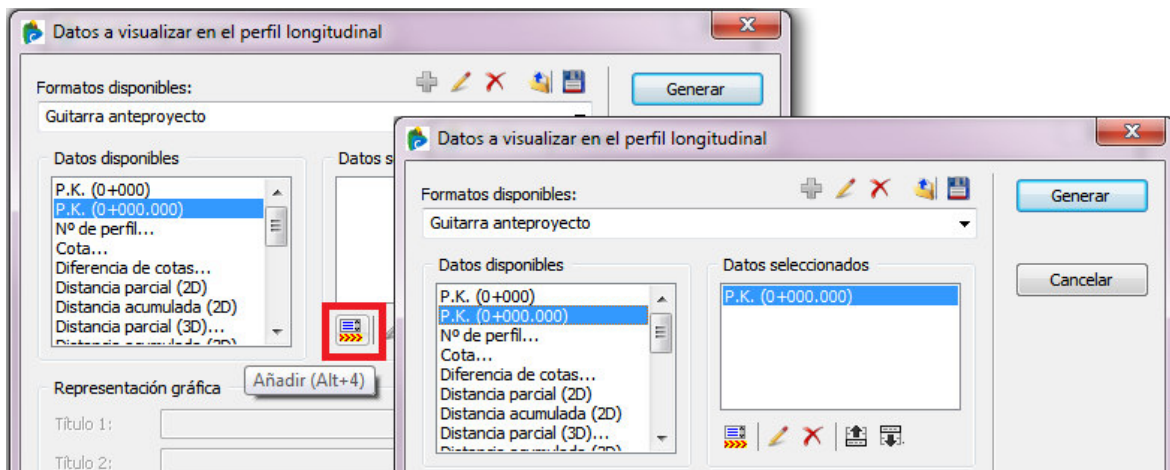 Datos a visualizar en el perfil longitudinal
Formatos disponibles:
Generar
Guitarra anteproyecto
Datos disponibles
Datos s
P.K. (0+000)
P.K. (0+000.000)
Nº de perfil...
Cota...
Diferencia de cotas...
Distancia parcial (2D)
Distancia acumulada (2D)
Distancia parcial (3D)...
Añadir (Alt+4)
Representación gráfica
Título 1:
Título 2:
Datos a visualizar en el perfil longitudinal
Formatos disponibles:
Generar
Guitarra anteproyecto
Cancelar
Datos disponibles
P.K. (0+000)
P.K. (0+000.000)
Nº de perfil...
Cota...
Diferencia de cotas...
Distancia parcial (2D)
Distancia acumulada (2D)
Distancia parcial (3D)...
Datos seleccionados
P.K. (0+000.000)